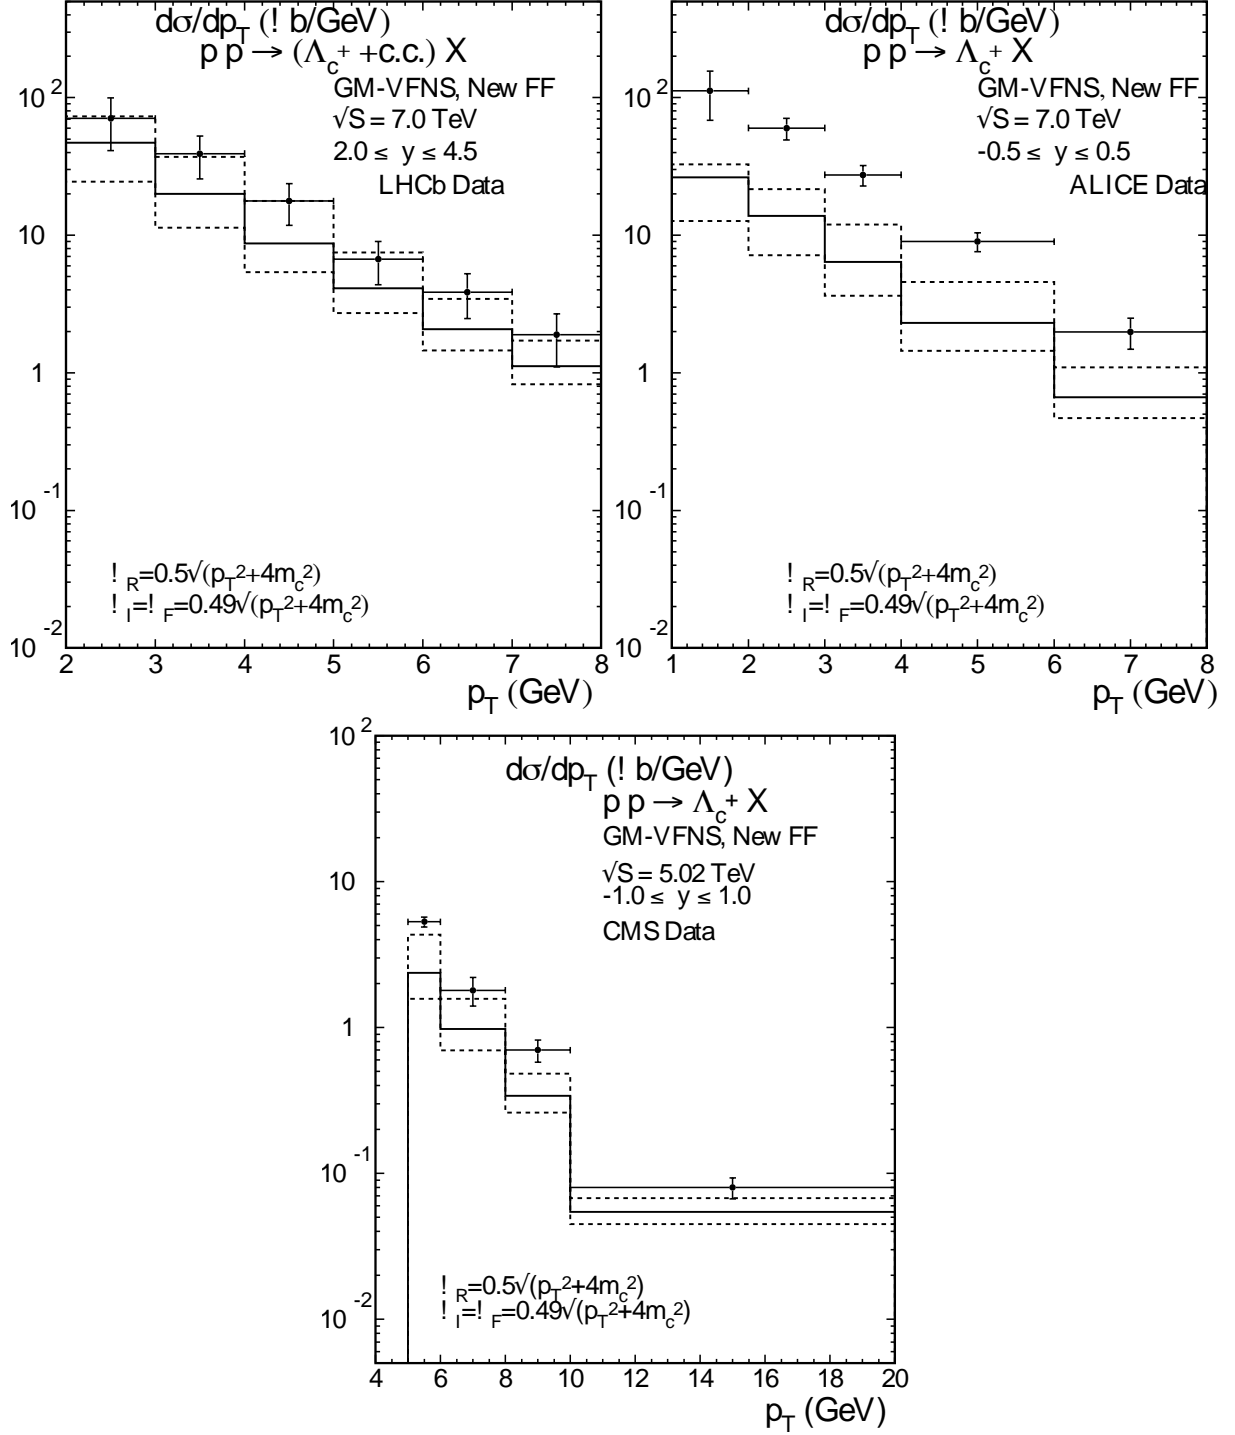 dσ/dp_T (! b/GeV)
p p → (Λ_c^+ +c.c.) X
GM-VFNS, New FF
√S = 7.0 TeV
2.0 ≤ y ≤ 4.5
LHCb Data
10^2
10
1
10^-1
10^-2
! _R=0.5√(p_T^2+4m_c^2)
! _I=! _F=0.49√(p_T^2+4m_c^2)
2 3 4 5 6 7 8
p_T (GeV)
dσ/dp_T (! b/GeV)
p p → Λ_c^+ X
GM-VFNS, New FF
√S = 7.0 TeV
-0.5 ≤ y ≤ 0.5
ALICE Data
10^2
10
1
10^-1
10^-2
! _R=0.5√(p_T^2+4m_c^2)
! _I=! _F=0.49√(p_T^2+4m_c^2)
1 2 3 4 5 6 7 8
p_T (GeV)
10^2
dσ/dp_T (! b/GeV)
p p → Λ_c^+ X
GM-VFNS, New FF
√S = 5.02 TeV
-1.0 ≤ y ≤ 1.0
CMS Data
10
1
10^-1
10^-2
! _R=0.5√(p_T^2+4m_c^2)
! _I=! _F=0.49√(p_T^2+4m_c^2)
4 6 8 10 12 14 16 18 20
p_T (GeV)